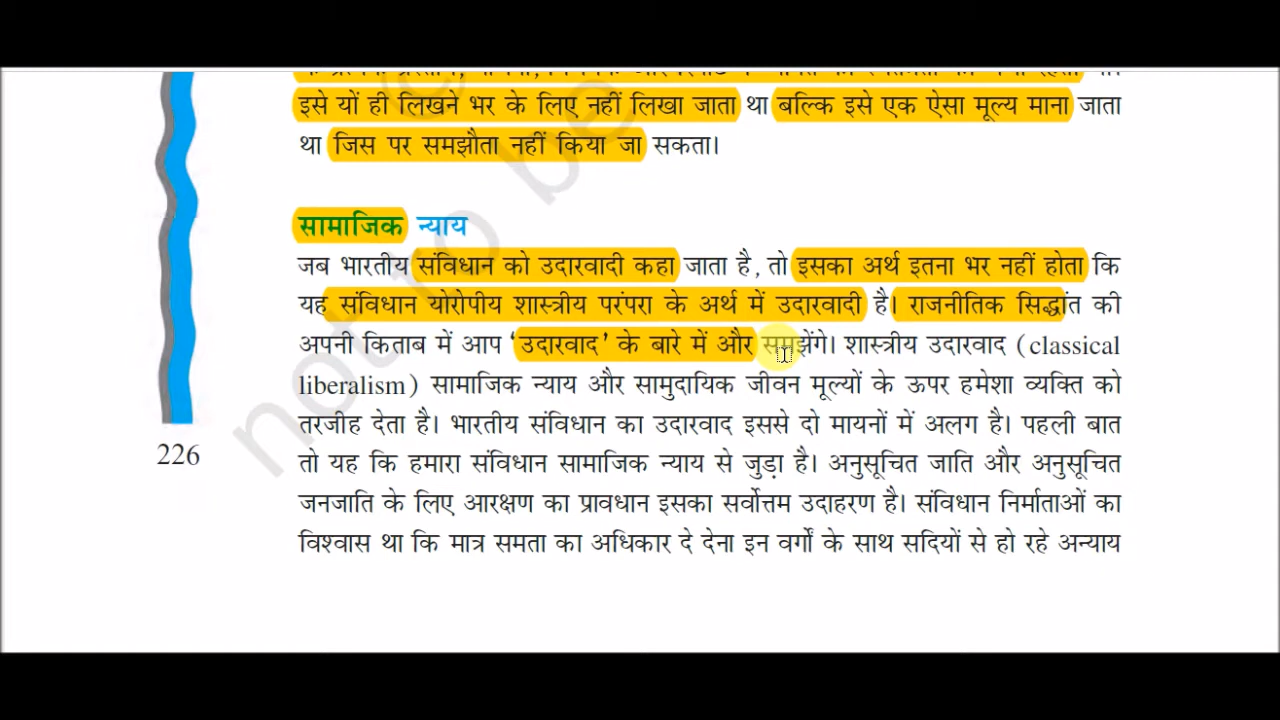 इसे यों ही लिखने भर के लिए नहीं लिखा जाता था बल्कि इसे एक ऐसा मूल्य माना जाता
था जिस पर समझौता नहीं किया जा सकता।
सामाजिक न्याय
जब भारतीय संविधान को उदारवादी कहा जाता है, तो इसका अर्थ इतना भर नहीं होता कि
यह संविधान योरोपीय शास्त्रीय परंपरा के अर्थ में उदारवादी है। राजनीतिक सिद्धांत की
अपनी किताब में आप ‘उदारवाद’ के बारे में और समझेंगे। शास्त्रीय उदारवाद (classical
liberalism) सामाजिक न्याय और सामुदायिक जीवन मूल्यों के ऊपर हमेशा व्यक्ति को
तरजीह देता है। भारतीय संविधान का उदारवाद इससे दो मायनों में अलग है। पहली बात
तो यह कि हमारा संविधान सामाजिक न्याय से जुड़ा है। अनुसूचित जाति और अनुसूचित
जनजाति के लिए आरक्षण का प्रावधान इसका सर्वोत्तम उदाहरण है। संविधान निर्माताओं का
विश्वास था कि मात्र समता का अधिकार दे देना इन वर्गों के साथ सदियों से हो रहे अन्याय
226
not to be